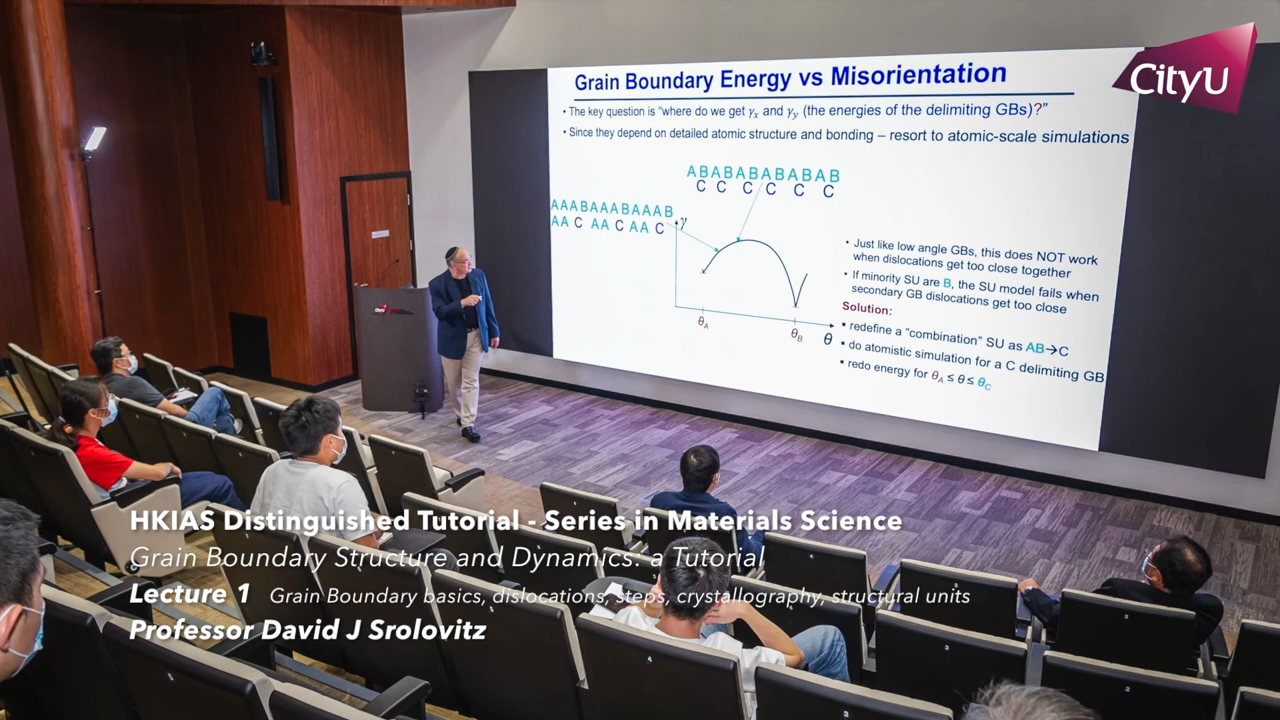 CityU
Grain Boundary Energy vs Misorientation
• The key question is “where do we get γx and γy (the energies of the delimiting GBs)?”
• Since they depend on detailed atomic structure and bonding – resort to atomic-scale simulations
ABABABABABAB
C C C C C C
AAABAAABAAAB
AA C AA C AA C
γ
θA
θB
θ
• Just like low angle GBs, this does NOT work
when dislocations get too close together
• If minority SU are B, the SU model fails when
secondary GB dislocations get too close
Solution:
▪ redefine a “combination” SU as AB→C
▪ do atomistic simulation for a C delimiting GB
▪ redo energy for θA ≤ θ ≤ θC
CityU
HKIAS Distinguished Tutorial - Series in Materials Science
Grain Boundary Structure and Dynamics: a Tutorial
Lecture 1 Grain Boundary basics, dislocations, steps, crystallography, structural units
Professor David J Srolovitz